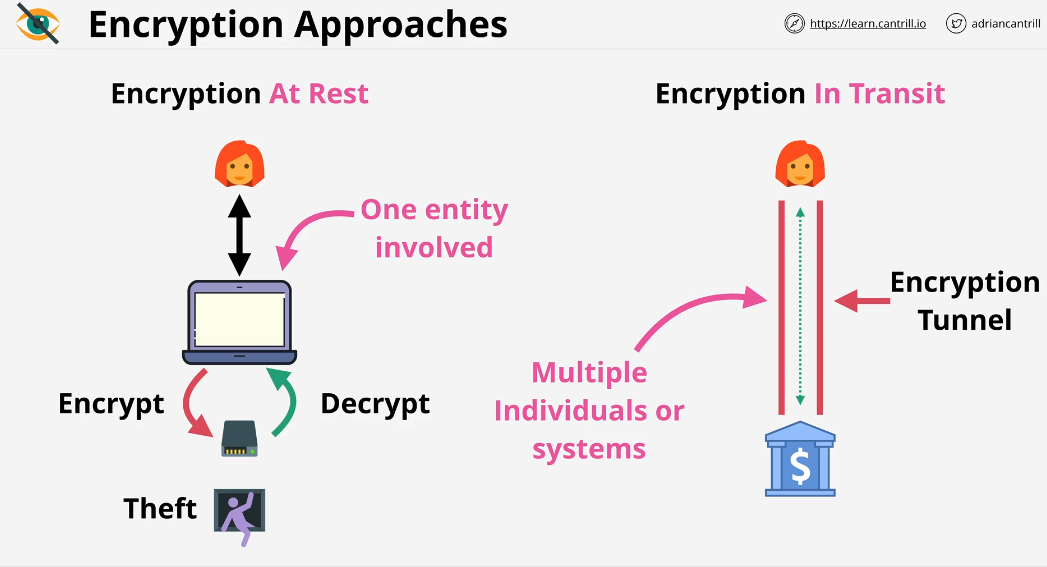 Encryption Approaches
https://learn.cantrill.io
adriancantrill
Encryption At Rest
One entity
involved
Encrypt
Decrypt
Theft
Encryption In Transit
Encryption
Tunnel
Multiple
Individuals or
systems
$